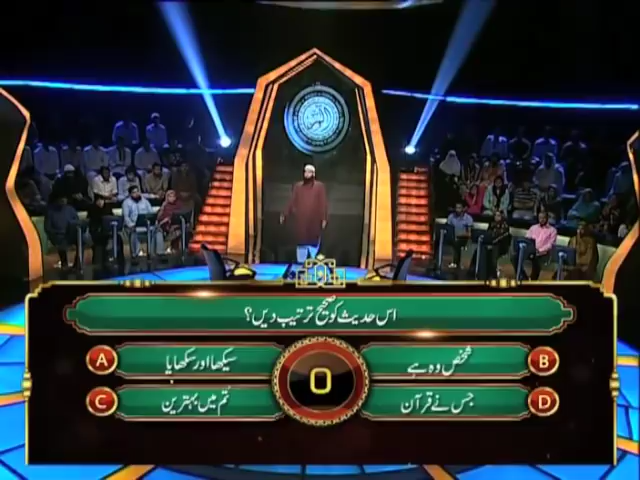 اس حدیث کو صحیح ترتیب دیں؟
A سیکھا اور سکھایا
B شخص وہ ہے
0
C تم میں بہترین
D جس نے قرآن